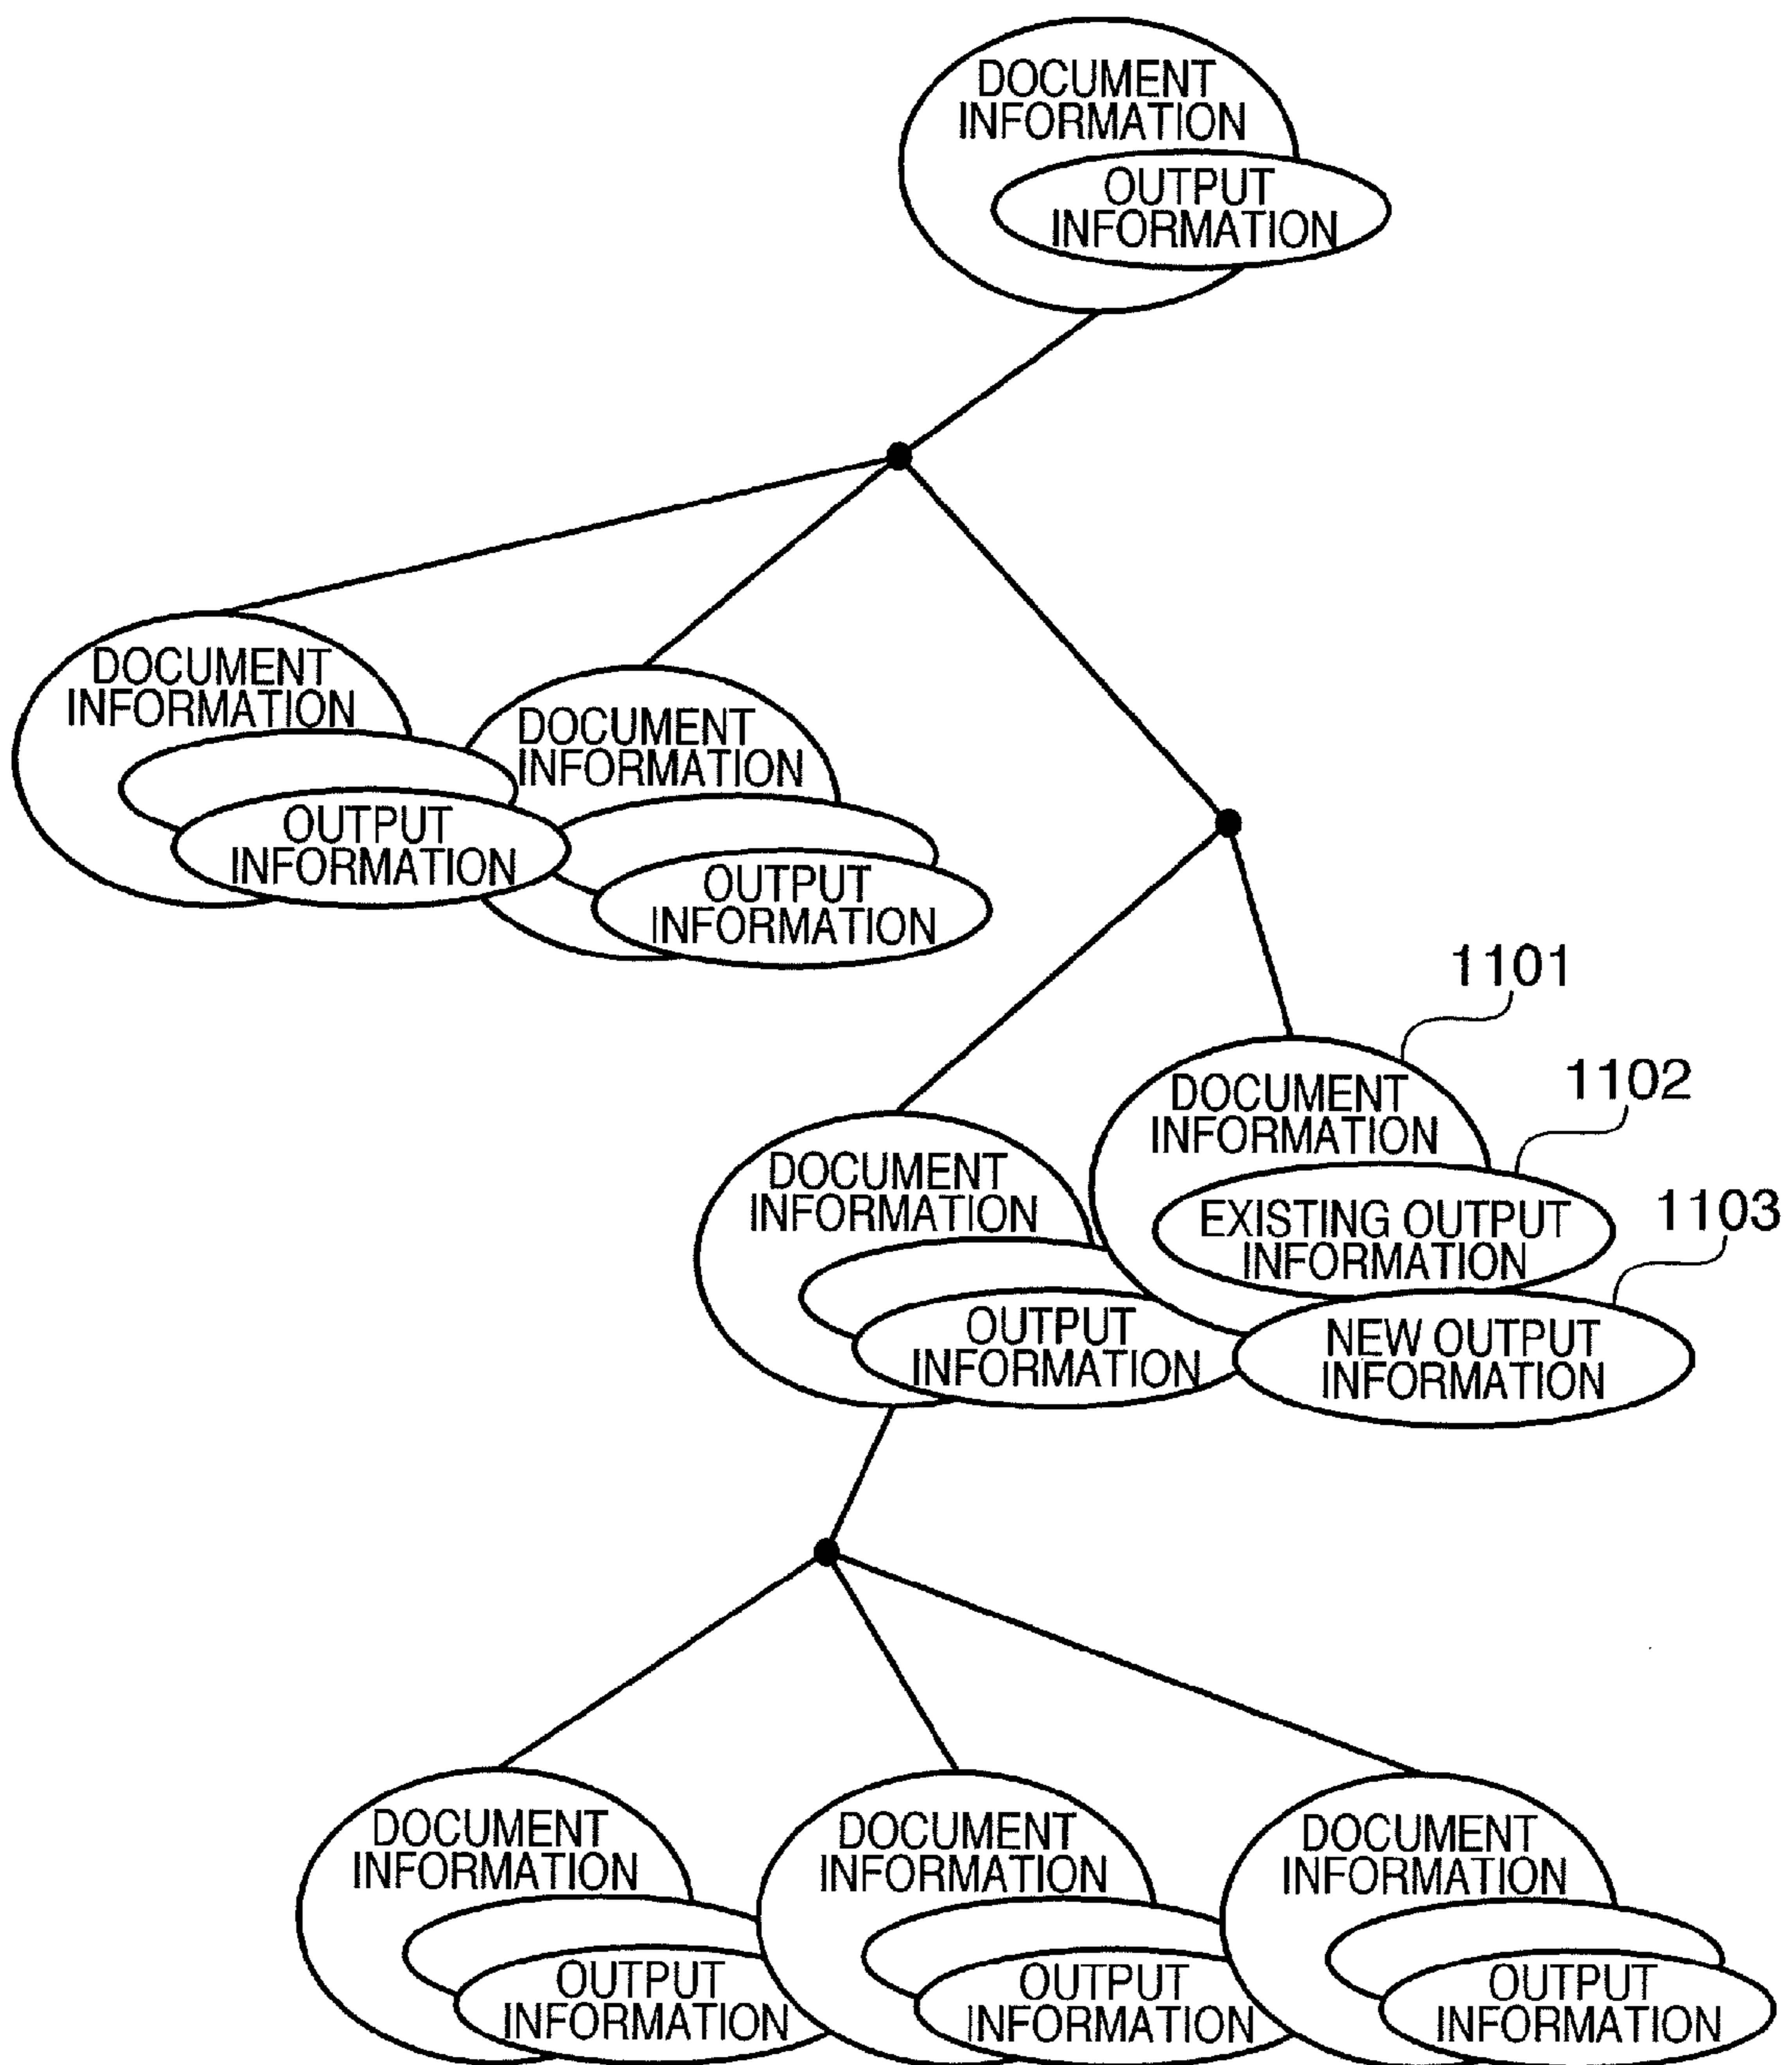 DOCUMENT
INFORMATION
OUTPUT
INFORMATION
DOCUMENT
INFORMATION
OUTPUT
INFORMATION
DOCUMENT
INFORMATION
OUTPUT
INFORMATION
1101
DOCUMENT
INFORMATION
1102
EXISTING OUTPUT
INFORMATION
1103
NEW OUTPUT
INFORMATION
DOCUMENT
INFORMATION
OUTPUT
INFORMATION
DOCUMENT
INFORMATION
OUTPUT
INFORMATION
DOCUMENT
INFORMATION
OUTPUT
INFORMATION
DOCUMENT
INFORMATION
OUTPUT
INFORMATION